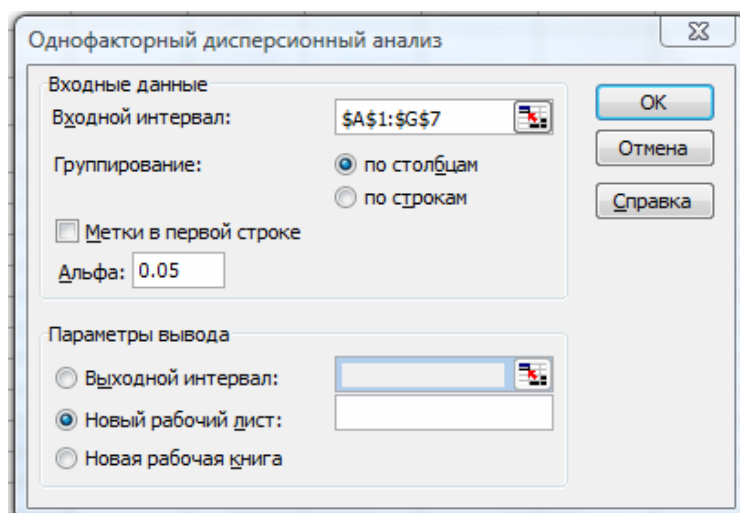 Однофакторный дисперсионный анализ
Входные данные
Входной интервал: $A$1:$G$7
Группирование: по столбцам
по строкам
Метки в первой строке
Альфа: 0.05
OK
Отмена
Справка
Параметры вывода
Выходной интервал:
Новый рабочий лист:
Новая рабочая книга